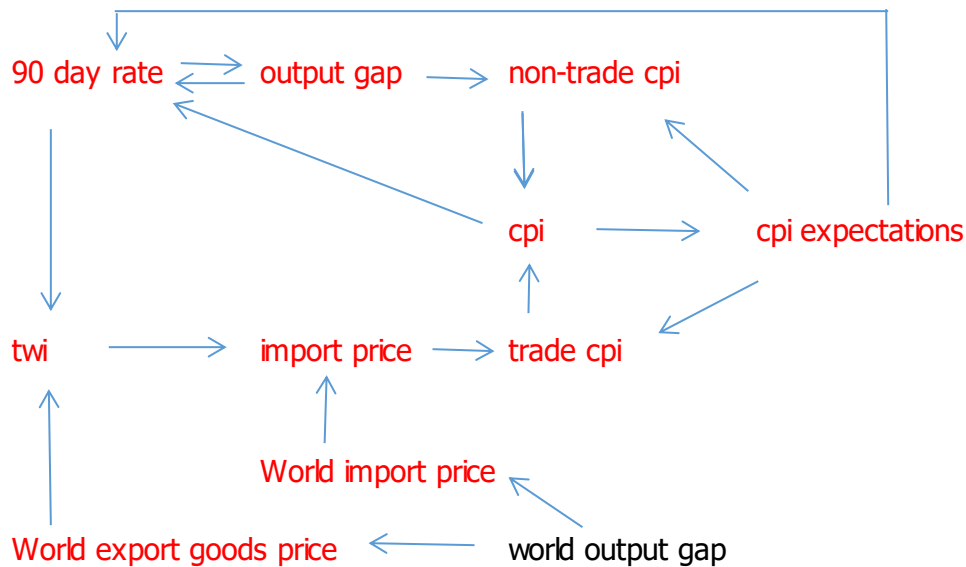 90 day rate
output gap
non-trade cpi
cpi
cpi expectations
twi
import price
trade cpi
World import price
World export goods price
world output gap